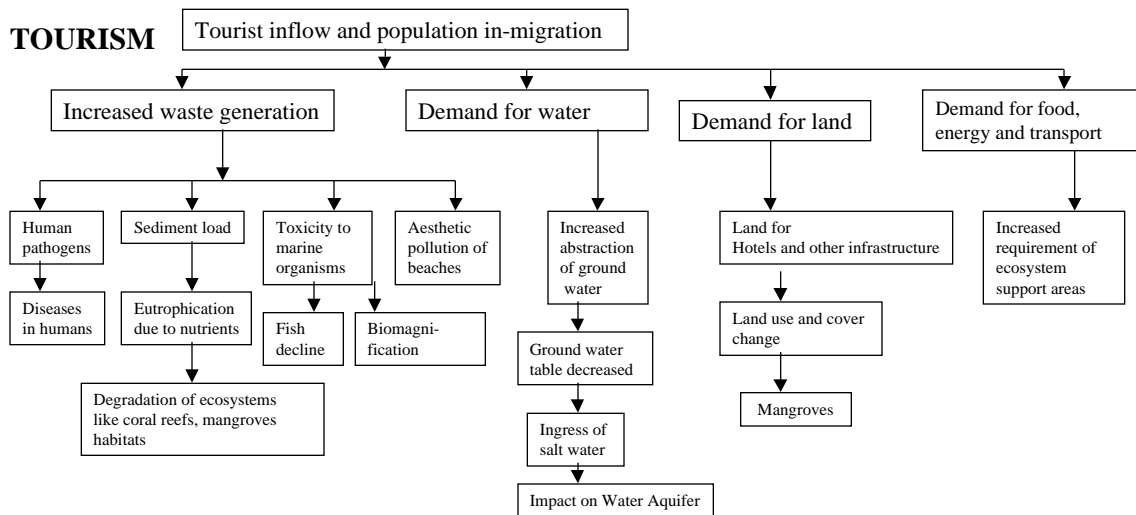 TOURISM
Tourist inflow and population in-migration
Increased waste generation
Demand for water
Demand for land
Demand for food,
energy and transport
Human
pathogens
Sediment load
Toxicity to
marine
organisms
Aesthetic
pollution of
beaches
Increased
abstraction
of ground
water
Land for
Hotels and other infrastructure
Increased
requirement of
ecosystem
support areas
Diseases
in humans
Eutrophication
due to nutrients
Fish
decline
Biomagni-
fication
Ground water
table decreased
Land use and cover
change
Degradation of ecosystems
like coral reefs, mangroves
habitats
Mangroves
Ingress of
salt water
Impact on Water Aquifer